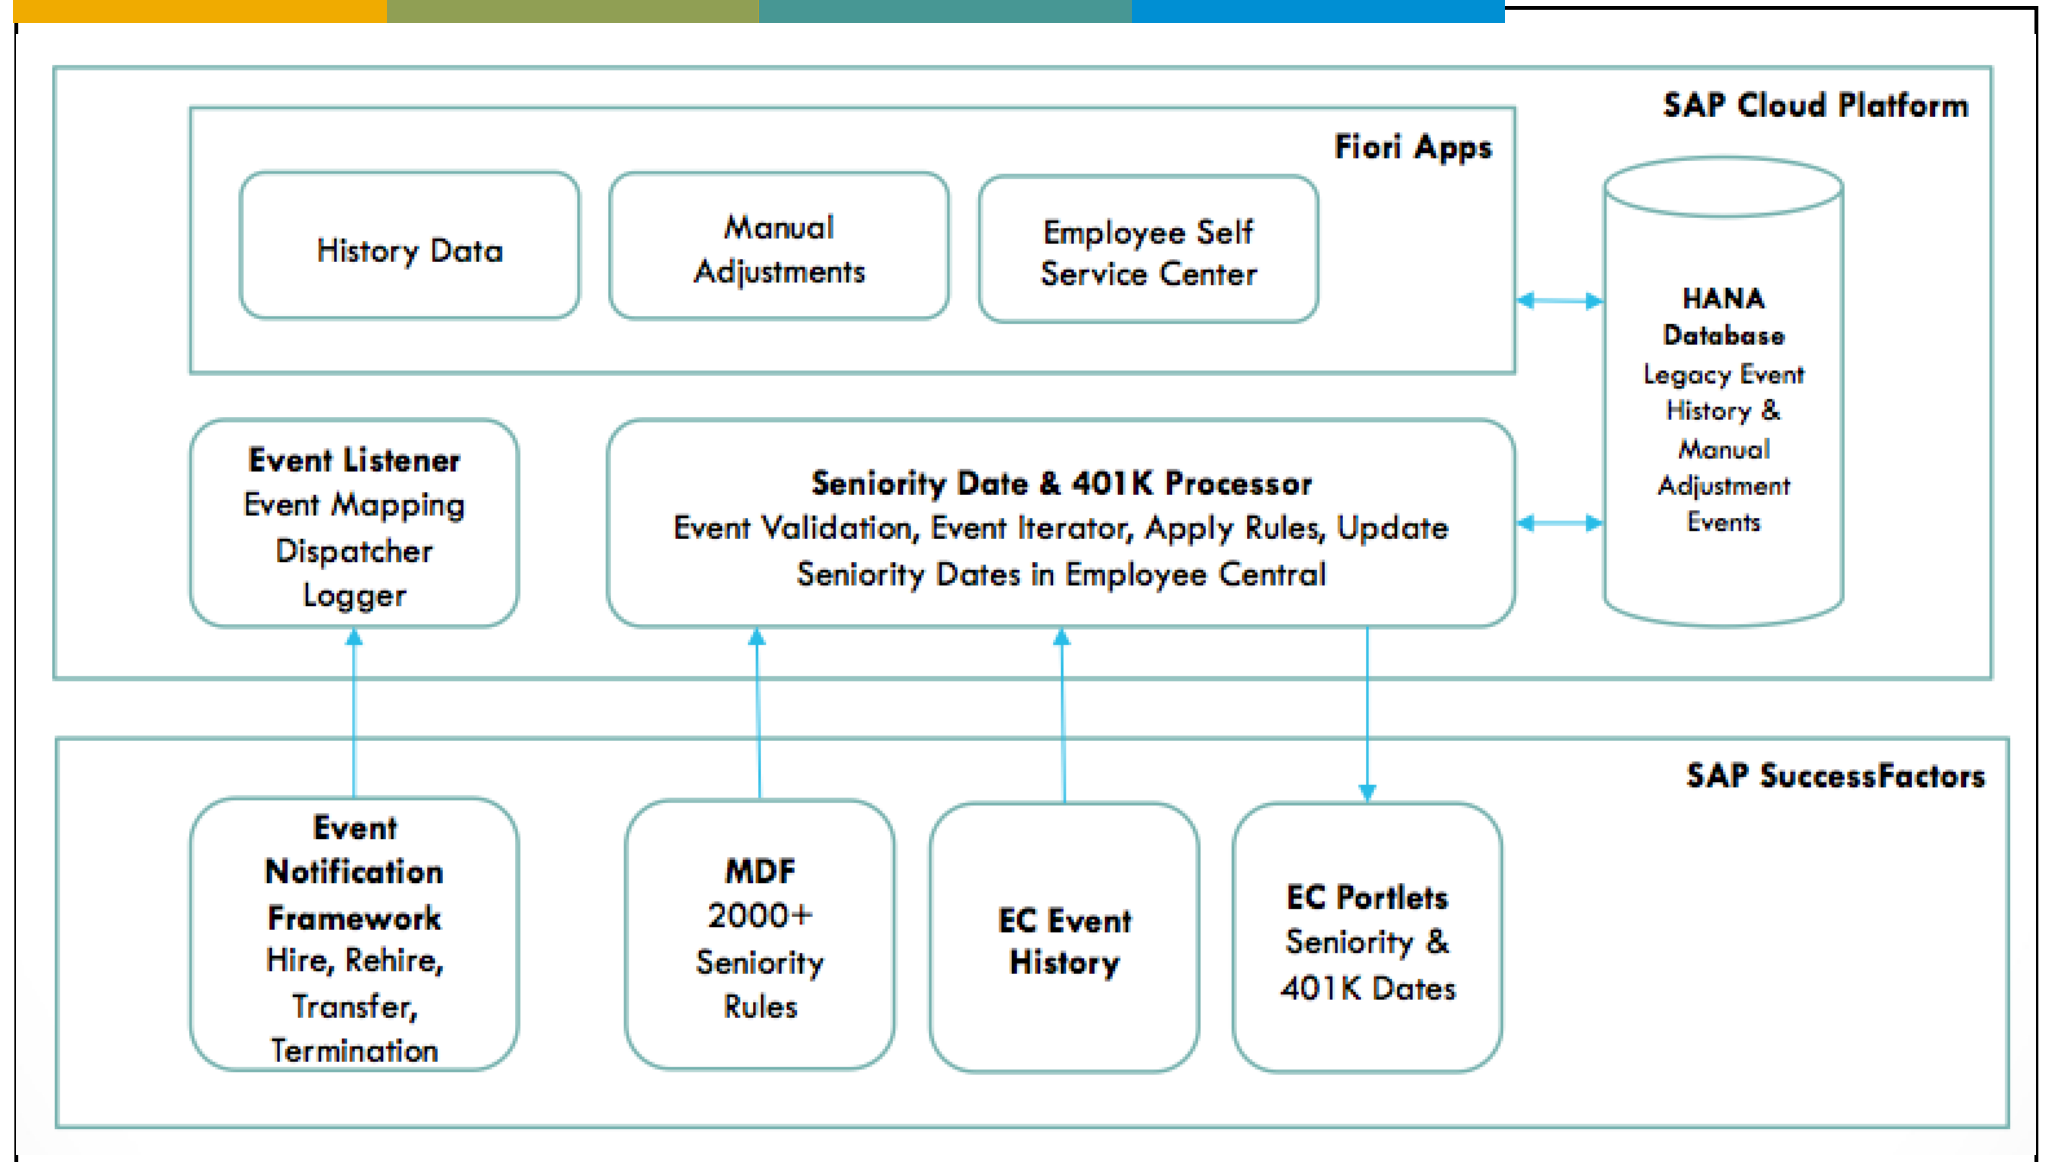 SAP Cloud Platform
Fiori Apps
History Data
Manual
Adjustments
Employee Self
Service Center
HANA
Database
Legacy Event
History &
Manual
Adjustment
Events
Event Listener
Event Mapping
Dispatcher
Logger
Seniority Date & 401K Processor
Event Validation, Event Iterator, Apply Rules, Update
Seniority Dates in Employee Central
SAP SuccessFactors
Event
Notification
Framework
Hire, Rehire,
Transfer,
Termination
MDF
2000+
Seniority
Rules
EC Event
History
EC Portlets
Seniority &
401K Dates